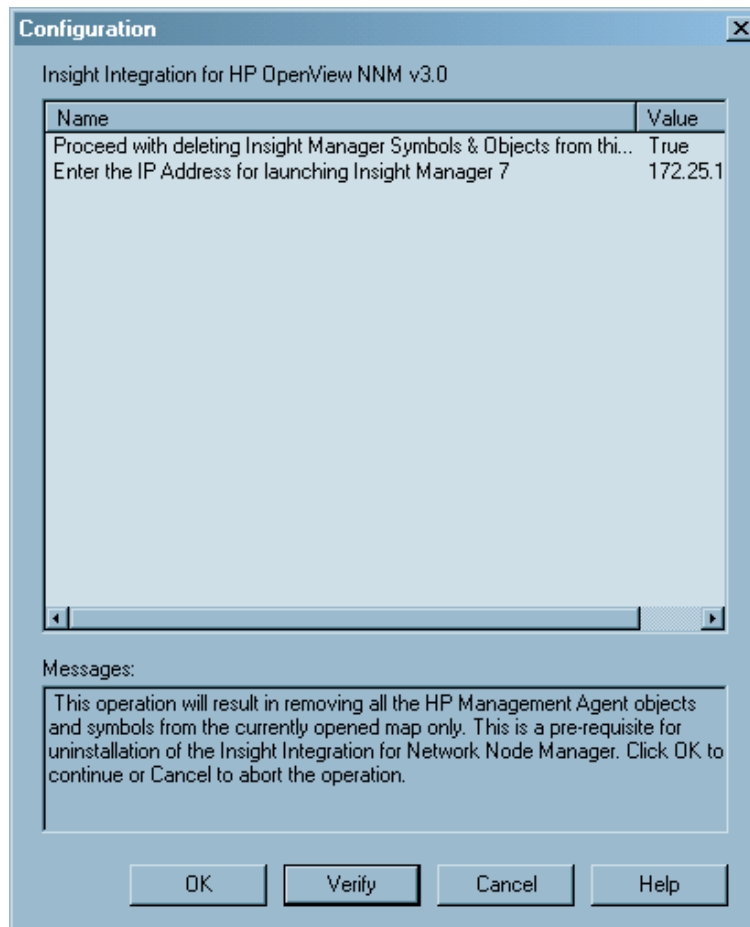 Configuration
Insight Integration for HP OpenView NNM v3.0
Name Value
Proceed with deleting Insight Manager Symbols & Objects from thi... True
Enter the IP Address for launching Insight Manager 7 172.25.1
Messages:
This operation will result in removing all the HP Management Agent objects
and symbols from the currently opened map only. This is a pre-requisite for
uninstallation of the Insight Integration for Network Node Manager. Click OK to
continue or Cancel to abort the operation.
OK Verify Cancel Help